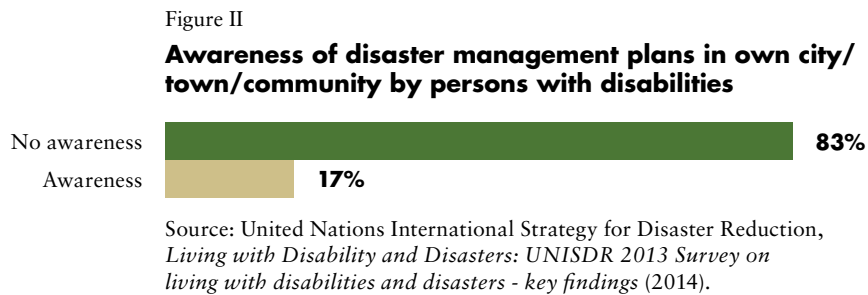 Figure II
Awareness of disaster management plans in own city/
town/community by persons with disabilities
No awareness 83%
Awareness 17%
Source: United Nations International Strategy for Disaster Reduction,
Living with Disability and Disasters: UNISDR 2013 Survey on
living with disabilities and disasters - key findings (2014).